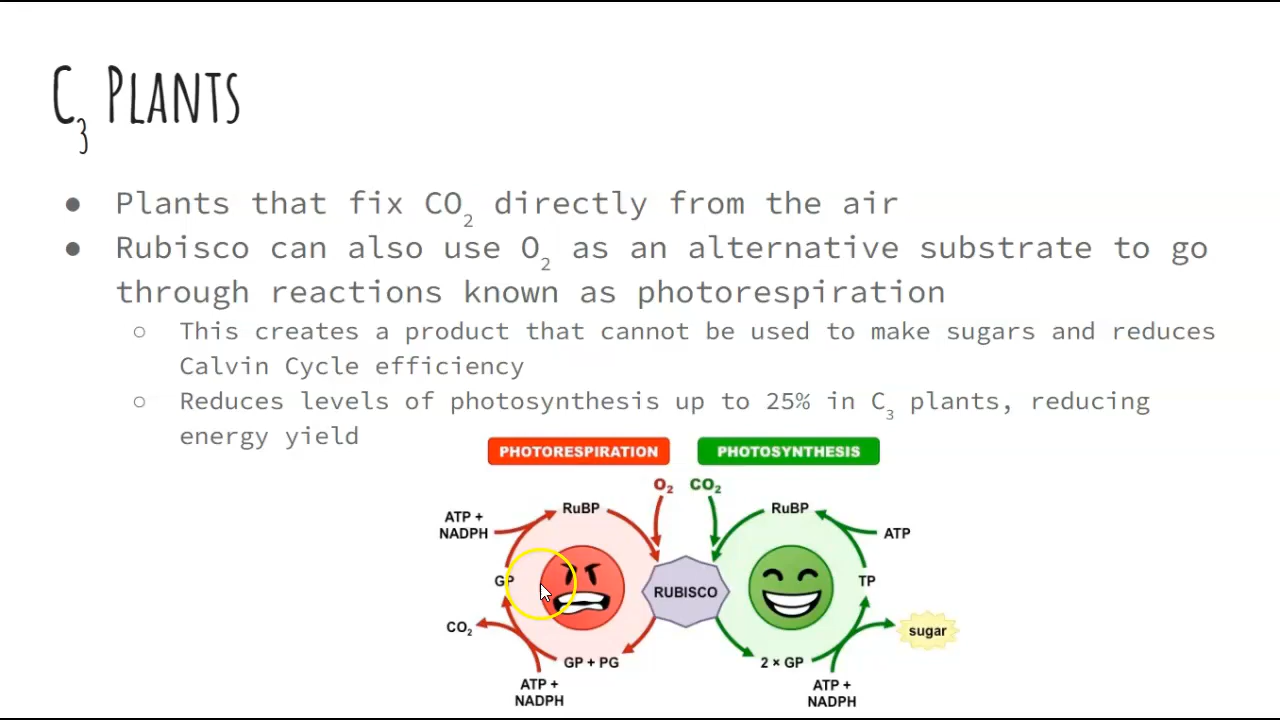 C₃ PLANTS
● Plants that fix CO₂ directly from the air
● Rubisco can also use O₂ as an alternative substrate to go
through reactions known as photorespiration
○ This creates a product that cannot be used to make sugars and reduces
Calvin Cycle efficiency
○ Reduces levels of photosynthesis up to 25% in C₃ plants, reducing
energy yield
PHOTORESPIRATION
PHOTOSYNTHESIS
O₂ CO₂
RuBP
RuBP
ATP +
NADPH
ATP
GP
RUBISCO
TP
CO₂
sugar
GP + PG
2 × GP
ATP +
NADPH
ATP +
NADPH